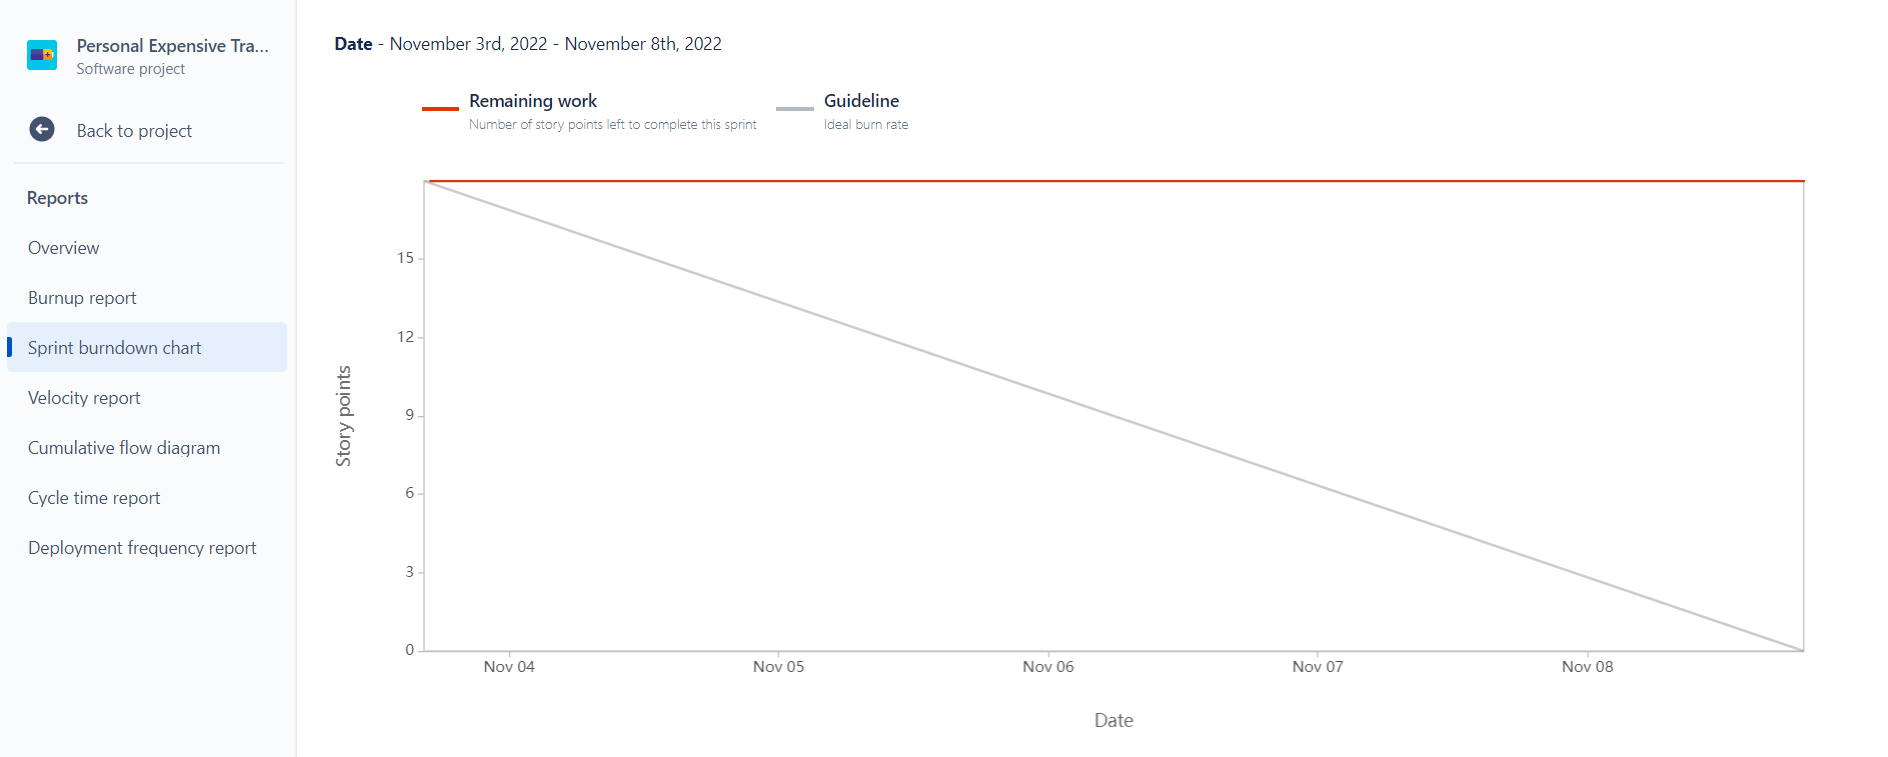 Personal Expensive Tra...
Software project
Back to project
Reports
Overview
Burnup report
Sprint burndown chart
Velocity report
Cumulative flow diagram
Cycle time report
Deployment frequency report
Date - November 3rd, 2022 - November 8th, 2022
Remaining work
Number of story points left to complete this sprint
Guideline
Ideal burn rate
Story points
15
12
9
6
3
0
Nov 04 Nov 05 Nov 06 Nov 07 Nov 08
Date